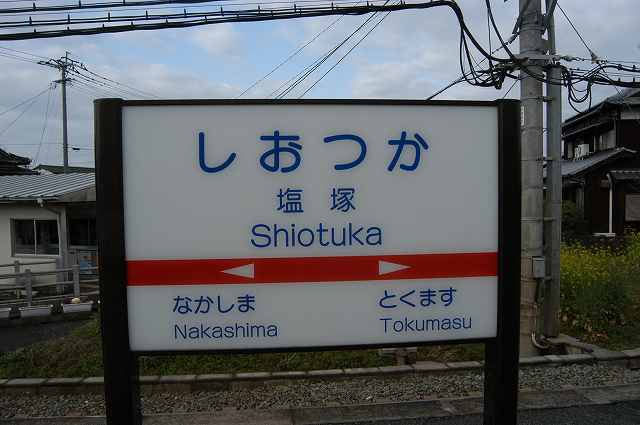 しおつか
塩塚
Shiotuka
なかしま とくます
Nakashima Tokumasu